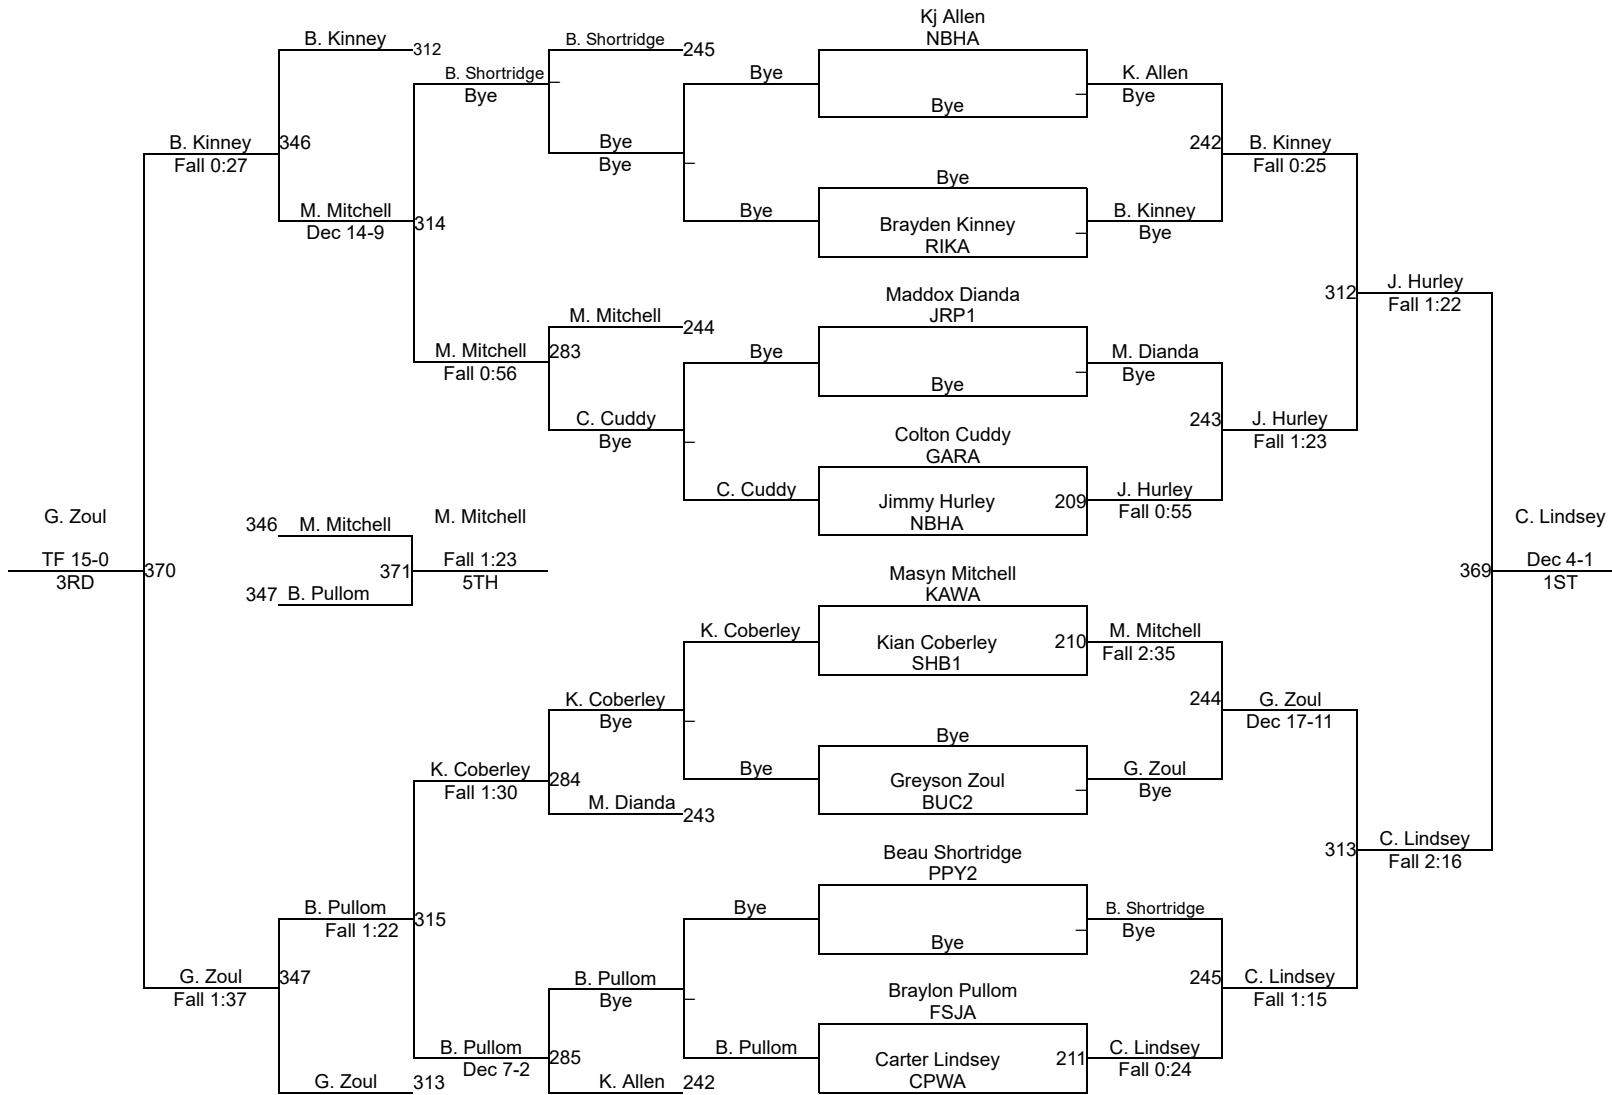 Kj Allen
B. Kinney
B. Shortridge
NBHA
312
245
B. Shortridge
Bye
K. Allen
Bye
Bye
Bye
B. Kinney
346
Bye
242
B. Kinney
Fall 0:27
Bye
Fall 0:25
Bye
M. Mitchell
Bye
B. Kinney
Dec 14-9
314
Brayden Kinney
Bye
RIKA
J. Hurley
Maddox Dianda
312
Fall 1:22
M. Mitchell
244
JRP1
M. Mitchell
283
Bye
M. Dianda
Fall 0:56
Bye
Bye
C. Cuddy
243
J. Hurley
Bye
Colton Cuddy
Fall 1:23
GARA
C. Cuddy
Jimmy Hurley
209
J. Hurley
NBHA
Fall 0:55
G. Zoul
346
M. Mitchell
M. Mitchell
C. Lindsey
TF 15-0
370
371
Fall 1:23
369
Dec 4-1
3RD
5TH
1ST
347
B. Pullom
Masyn Mitchell
KAWA
K. Coberley
Kian Coberley
210
M. Mitchell
SHB1
Fall 2:35
K. Coberley
244
G. Zoul
Bye
Dec 17-11
Bye
K. Coberley
284
Bye
G. Zoul
Fall 1:30
Greyson Zoul
Bye
M. Dianda
243
BUC2
C. Lindsey
Beau Shortridge
313
Fall 2:16
PPY2
B. Pullom
315
Bye
B. Shortridge
Fall 1:22
Bye
Bye
G. Zoul
347
B. Pullom
245
C. Lindsey
Fall 1:37
Bye
Braylon Pullom
Fall 1:15
FSJA
B. Pullom
285
B. Pullom
Carter Lindsey
211
C. Lindsey
Dec 7-2
Fall 0:24
G. Zoul
313
K. Allen
242
CPWA